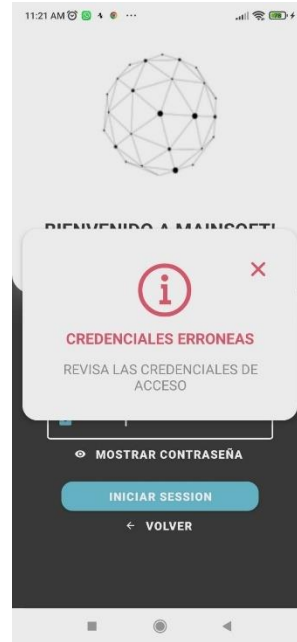 11:21 AM
BIENVENIDO A MAINSOFT!
CREDENCIALES ERRONEAS
REVISA LAS CREDENCIALES DE
ACCESO
MOSTRAR CONTRASEÑA
INICIAR SESSION
VOLVER